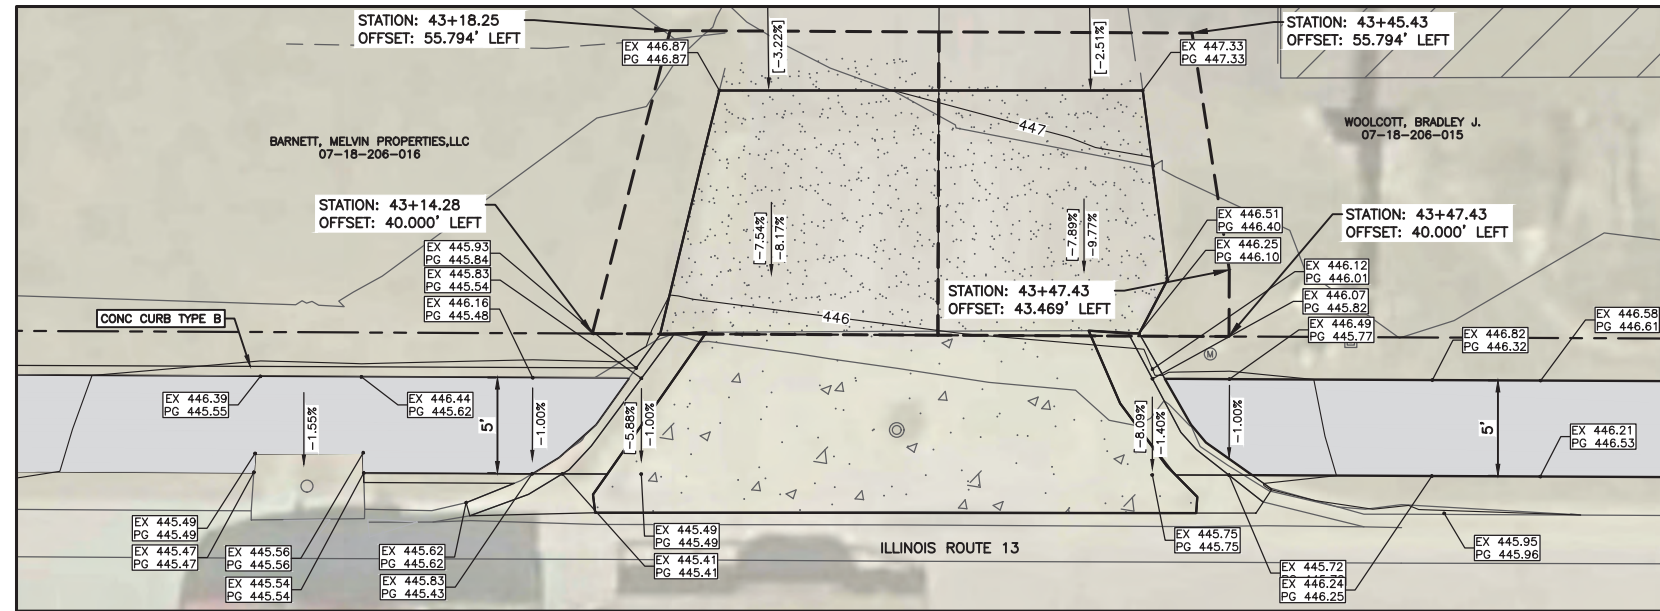 STATION: 43+18.25
OFFSET: 55.794' LEFT
EX 446.87
PG 446.87
[-3.22%]
[-2.51%]
EX 447.33
PG 447.33
STATION: 43+45.43
OFFSET: 55.794' LEFT
BARNETT, MELVIN PROPERTIES,LLC
07-18-206-016
447
WOOLCOTT, BRADLEY J.
07-18-206-015
STATION: 43+14.28
OFFSET: 40.000' LEFT
[-7.54%]
-8.17%
[-7.89%]
-9.77%
EX 446.51
PG 446.40
EX 446.25
PG 446.10
STATION: 43+47.43
OFFSET: 40.000' LEFT
EX 445.93
PG 445.84
EX 445.83
PG 445.54
EX 446.16
PG 445.48
STATION: 43+47.43
OFFSET: 43.469' LEFT
EX 446.12
PG 446.01
EX 446.07
PG 445.82
EX 446.49
PG 445.77
CONC CURB TYPE B
446
EX 446.82
PG 446.32
EX 446.58
PG 446.61
M
EX 446.39
PG 445.55
EX 446.44
PG 445.62
-1.55%
5'
-1.00%
[-5.88%]
-1.00%
[-8.09%]
-1.40%
-1.00%
5'
EX 446.21
PG 446.53
EX 445.49
PG 445.49
EX 445.47
PG 445.47
EX 445.56
PG 445.56
EX 445.54
PG 445.54
EX 445.62
PG 445.62
EX 445.83
PG 445.43
EX 445.49
PG 445.49
EX 445.41
PG 445.41
ILLINOIS ROUTE 13
EX 445.75
PG 445.75
EX 445.72
EX 446.24
PG 446.25
EX 445.95
PG 445.96